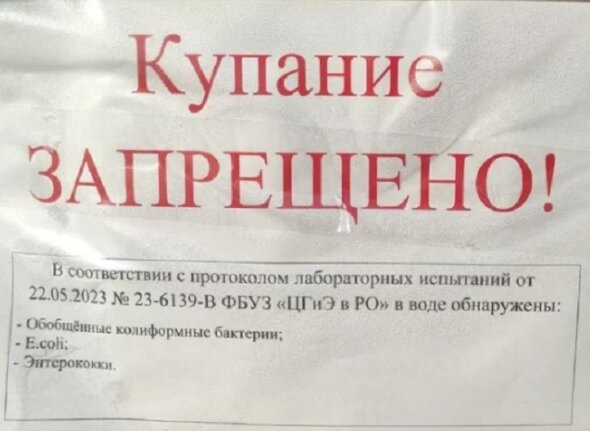 Купание
ЗАПРЕЩЕНО!
В соответствии с протоколом лабораторных испытаний от
22.05.2023 № 23-6139-В ФБУЗ «ЦГиЭ в РО» в воде обнаружены:
- Обобщённые колиформные бактерии;
- E.coli;
- Энтерококки.